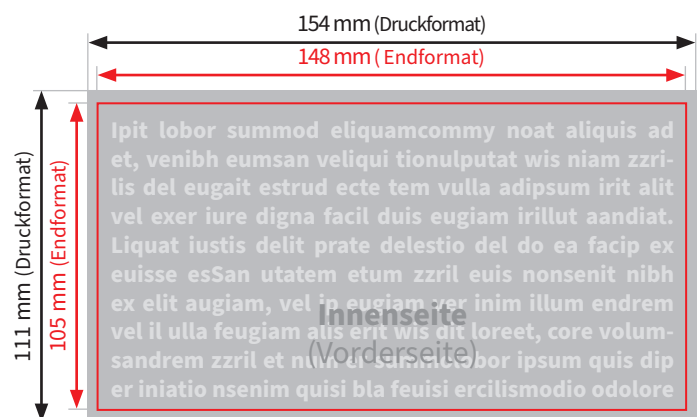 154 mm (Druckformat)
148 mm ( Endformat)
111 mm (Druckformat)
105 mm (Endformat)
Ipit lobor summod eliquamcommy noat aliquis ad
et, venibh eumsan veliqui tionulputat wis niam zzri-
lis del eugait estrud ecte tem vulla adipsum irit alit
vel exer iure digna facil duis eugiam irillut aandiat.
Liquat iustis delit prate delestio del do ea facip ex
euisse esSan utatem etum zzril euis nonsenit nibh
ex elit augiam, vel in eugiam ver inim illum endrem
Innenseite
vel il ulla feugiam alis erit wis dit loreet, core volum-
(Vorderseite)
sandrem zzril et bor ipsum quis dip
er iniatio nsenim quisi bla feuisi ercilismodio odolore